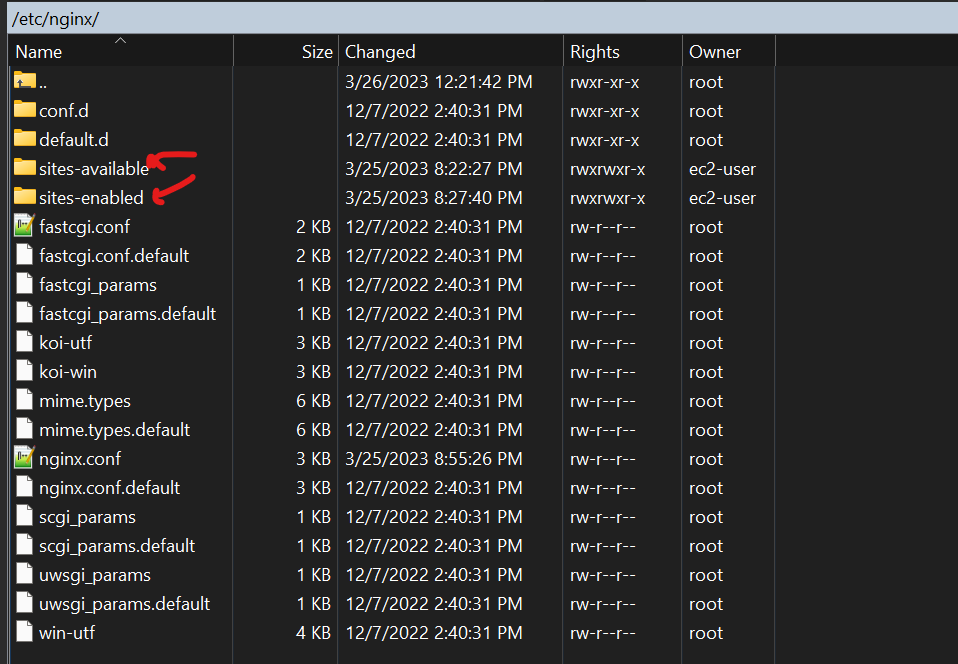 /etc/nginx/
Name Size Changed Rights Owner
.. 3/26/2023 12:21:42 PM rwxr-xr-x root
conf.d 12/7/2022 2:40:31 PM rwxr-xr-x root
default.d 12/7/2022 2:40:31 PM rwxr-xr-x root
sites-available 3/25/2023 8:22:27 PM rwxrwxr-x ec2-user
sites-enabled 3/25/2023 8:27:40 PM rwxrwxr-x ec2-user
fastcgi.conf 2 KB 12/7/2022 2:40:31 PM rw-r--r-- root
fastcgi.conf.default 2 KB 12/7/2022 2:40:31 PM rw-r--r-- root
fastcgi_params 1 KB 12/7/2022 2:40:31 PM rw-r--r-- root
fastcgi_params.default 1 KB 12/7/2022 2:40:31 PM rw-r--r-- root
koi-utf 3 KB 12/7/2022 2:40:31 PM rw-r--r-- root
koi-win 3 KB 12/7/2022 2:40:31 PM rw-r--r-- root
mime.types 6 KB 12/7/2022 2:40:31 PM rw-r--r-- root
mime.types.default 6 KB 12/7/2022 2:40:31 PM rw-r--r-- root
nginx.conf 3 KB 3/25/2023 8:55:26 PM rw-r--r-- root
nginx.conf.default 3 KB 12/7/2022 2:40:31 PM rw-r--r-- root
scgi_params 1 KB 12/7/2022 2:40:31 PM rw-r--r-- root
scgi_params.default 1 KB 12/7/2022 2:40:31 PM rw-r--r-- root
uwsgi_params 1 KB 12/7/2022 2:40:31 PM rw-r--r-- root
uwsgi_params.default 1 KB 12/7/2022 2:40:31 PM rw-r--r-- root
win-utf 4 KB 12/7/2022 2:40:31 PM rw-r--r-- root